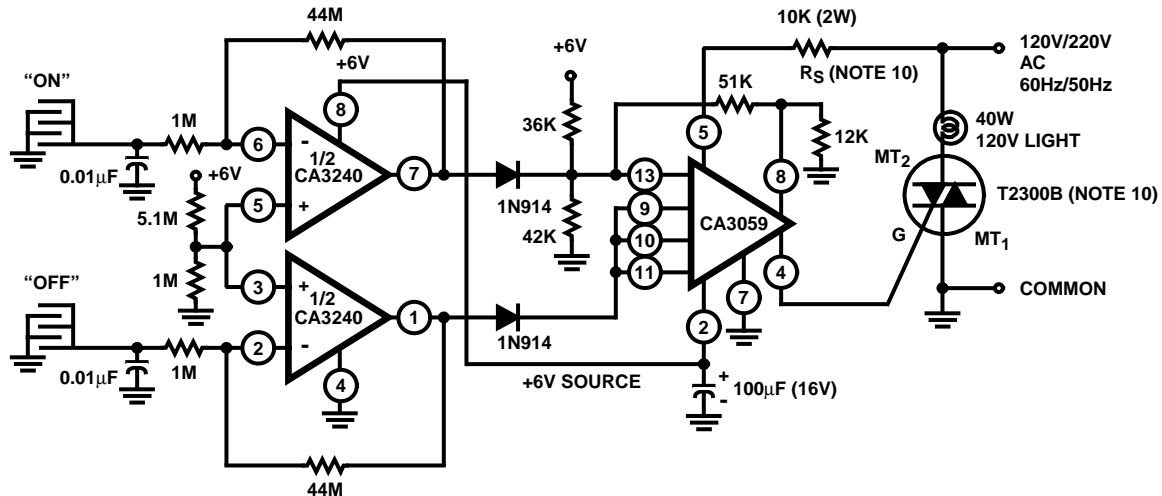 44M
+6V
"ON"
1M
0.01μF
8
6
-
1/2
CA3240
7
5
+
+6V
5.1M
1M
"OFF"
3
+
1/2
CA3240
1
2
-
4
0.01μF
1M
44M
+6V
36K
42K
1N914
1N914
+6V SOURCE
10K (2W)
RS (NOTE 10)
51K
12K
5
13
9
10
11
CA3059
8
4
7
2
+
-
100μF (16V)
120V/220V
AC
60Hz/50Hz
40W
120V LIGHT
MT2
T2300B (NOTE 10)
G
MT1
COMMON